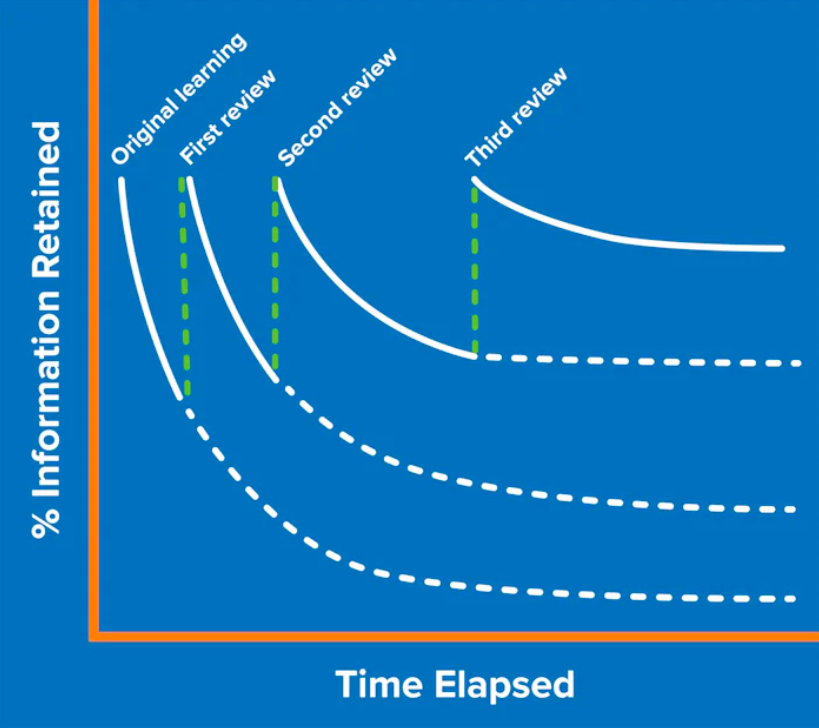 Original learning
First review
Second review
Third review
% Information Retained
Time Elapsed